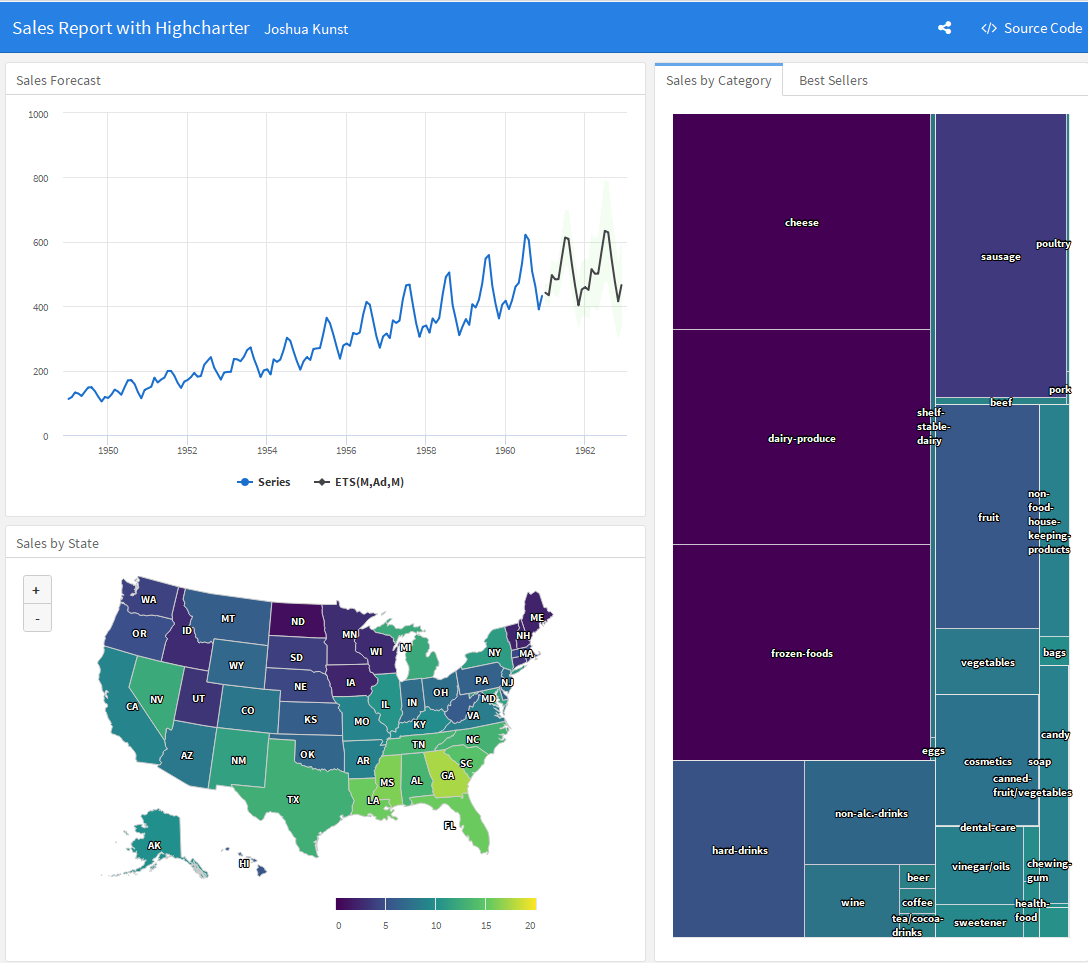 Sales Report with Highcharter Joshua Kunst Source Code
Sales Forecast
1000
800
600
400
200
0
1950 1952 1954 1956 1958 1960 1962
Series ETS(M,Ad,M)
Sales by State
+
-
WA
MT
ND
MN
ME
OR
ID
SD
WI
MI
NY
NH
MA
WY
NE
IA
PA
NJ
NV
UT
CO
IL
IN
OH
MD
CA
KS
MO
KY
VA
AZ
NM
OK
AR
TN
NC
SC
MS
AL
GA
TX
LA
FL
AK
HI
0 5 10 15 20
Sales by Category Best Sellers
cheese
dairy-produce
frozen-foods
shelf-
stable-
dairy
eggs
sausage
poultry
pork
beef
fruit
non-
food-
house-
keeping-
products
vegetables
bags
candy
cosmetics
soap
canned-
fruit/vegetables
dental-care
hard-drinks
non-alc.-drinks
wine
beer
coffee
tea/cocoa-
drinks
vinegar/oils
chewing-
gum
sweetener
health-
food